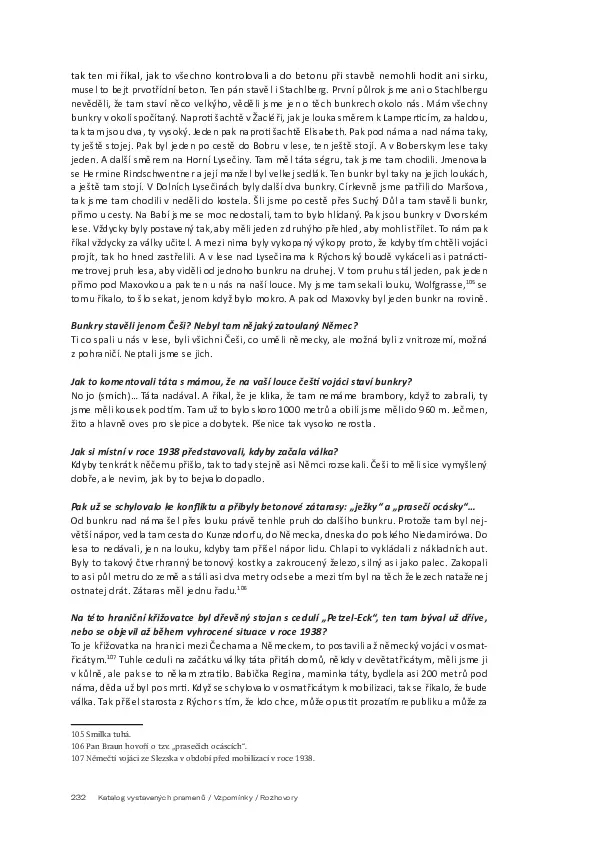 tak ten mi říkal, jak to všechno kontrolovali a do betonu při stavbě nemohli hodit ani sirku,
musel to bejt prvotřídní beton. Ten pán stavěl i Stachlberg. První půlrok jsme ani o Stachlbergu
nevěděli, že tam staví něco velkýho, věděli jsme jen o těch bunkrech okolo nás. Mám všechny
bunkry v okolí spočítaný. Naproti šachtě v Žacléři, jak je louka směrem k Lamperticím, za haldou,
tak tam jsou dva, ty vysoký. Jeden pak naproti šachtě Elisabeth. Pak pod náma a nad náma taky,
ty ještě stojej. Pak byl jeden po cestě do Bobru v lese, ten ještě stojí. A v Boberskym lese taky
jeden. A další směrem na Horní Lysečiny. Tam měl táta ségru, tak jsme tam chodili. Jmenovala
se Hermine Rindschwentner a její manžel byl velkej sedlák. Ten bunkr byl taky na jejich loukách,
a ještě tam stojí. V Dolních Lysečinách byly další dva bunkry. Církevně jsme patřili do Maršova,
tak jsme tam chodili v neděli do kostela. Šli jsme po cestě přes Suchý Důl a tam stavěli bunkr,
přímo u cesty. Na Babí jsme se moc nedostali, tam to bylo hlídaný. Pak jsou bunkry v Dvorském
lese. Vždycky byly postavený tak, aby měli jeden z druhýho přehled, aby mohli střílet. To nám pak
říkal vždycky za války učitel. A mezi nima byly vykopaný výkopy proto, že kdyby tím chtěli vojáci
projít, tak ho hned zastřelili. A v lese nad Lysečinama k Rýchorský boudě vykáceli asi patnácti-
metrovej pruh lesa, aby viděli od jednoho bunkru na druhej. V tom pruhu stál jeden, pak jeden
přímo pod Maxovkou a pak ten u nás na naší louce. My jsme tam sekali louku, Wolfgrasse,105 se
tomu říkalo, to šlo sekat, jenom když bylo mokro. A pak od Maxovky byl jeden bunkr na rovině.
Bunkry stavěli jenom Češi? Nebyl tam nějaký zatoulaný Němec?
Ti co spali u nás v lese, byli všichni Češi, co uměli německy, ale možná byli z vnitrozemí, možná
z pohraničí. Neptali jsme se jich.
Jak to komentovali táta s mámou, že na vaší louce čeští vojáci staví bunkry?
No jo (smích)… Táta nadával. A říkal, že je klika, že tam nemáme brambory, když to zabrali, ty
jsme měli kousek pod tím. Tam už to bylo skoro 1000 metrů a obilí jsme měli do 960 m. Ječmen,
žito a hlavně oves pro slepice a dobytek. Pšenice tak vysoko nerostla.
Jak si místní v roce 1938 představovali, kdyby začala válka?
Kdyby tenkrát k něčemu přišlo, tak to tady stejně asi Němci rozsekali. Češi to měli sice vymyšlený
dobře, ale nevim, jak by to bejvalo dopadlo.
Pak už se schylovalo ke konfliktu a přibyly betonové zátarasy: „ježky“ a „prasečí ocásky“…
Od bunkru nad náma šel přes louku právě tenhle pruh do dalšího bunkru. Protože tam byl nej-
větší nápor, vedla tam cesta do Kunzendorfu, do Německa, dneska do polského Niedamirówa. Do
lesa to nedávali, jen na louku, kdyby tam přišel nápor lidu. Chlapi to vykládali z nákladních aut.
Byly to takový čtverhranný betonový kostky a zakroucený železo, silný asi jako palec. Zakopali
to asi půl metru do země a stáli asi dva metry od sebe a mezi tím byl na těch železech nataženej
ostnatej drát. Zátaras měl jednu řadu.106
Na této hraniční křižovatce byl dřevěný stojan s cedulí „Petzel-Eck“, ten tam býval už dříve,
nebo se objevil až během vyhrocené situace v roce 1938?
To je křižovatka na hranici mezi Čechama a Německem, to postavili až německý vojáci v osmat-
řicátým.107 Tuhle ceduli na začátku války táta přitáh domů, někdy v devětatřicátým, měli jsme ji
v kůlně, ale pak se to někam ztratilo. Babička Regina, maminka táty, bydlela asi 200 metrů pod
náma, děda už byl po smrti. Když se schylovalo v osmatřicátým k mobilizaci, tak se říkalo, že bude
válka. Tak přišel starosta z Rýchor s tím, že kdo chce, může opustit prozatím republiku a může za
105 Smilka tuhá.
106 Pan Braun hovoří o tzv. „prasečích ocáscích“.
107 Němečtí vojáci ze Slezska v období před mobilizací v roce 1938.
232 Katalog vystavených pramenů / Vzpomínky / Rozhovory